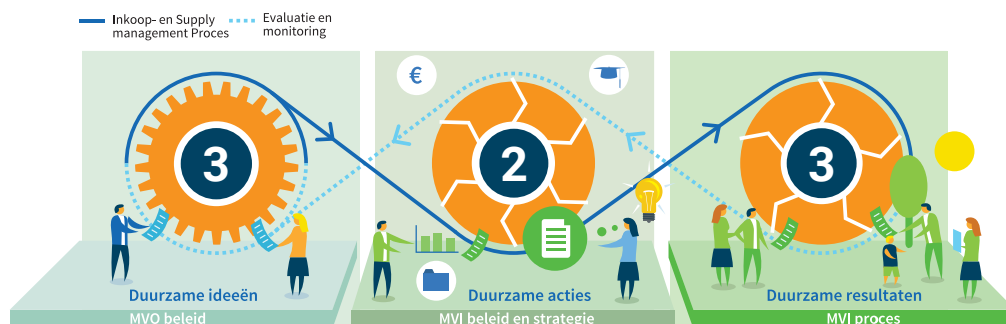 Inkoop- en Supply
management Proces
Evaluatie en
monitoring
€
3
2
3
Duurzame ideeën
Duurzame acties
Duurzame resultaten
MVO beleid
MVI beleid en strategie
MVI proces